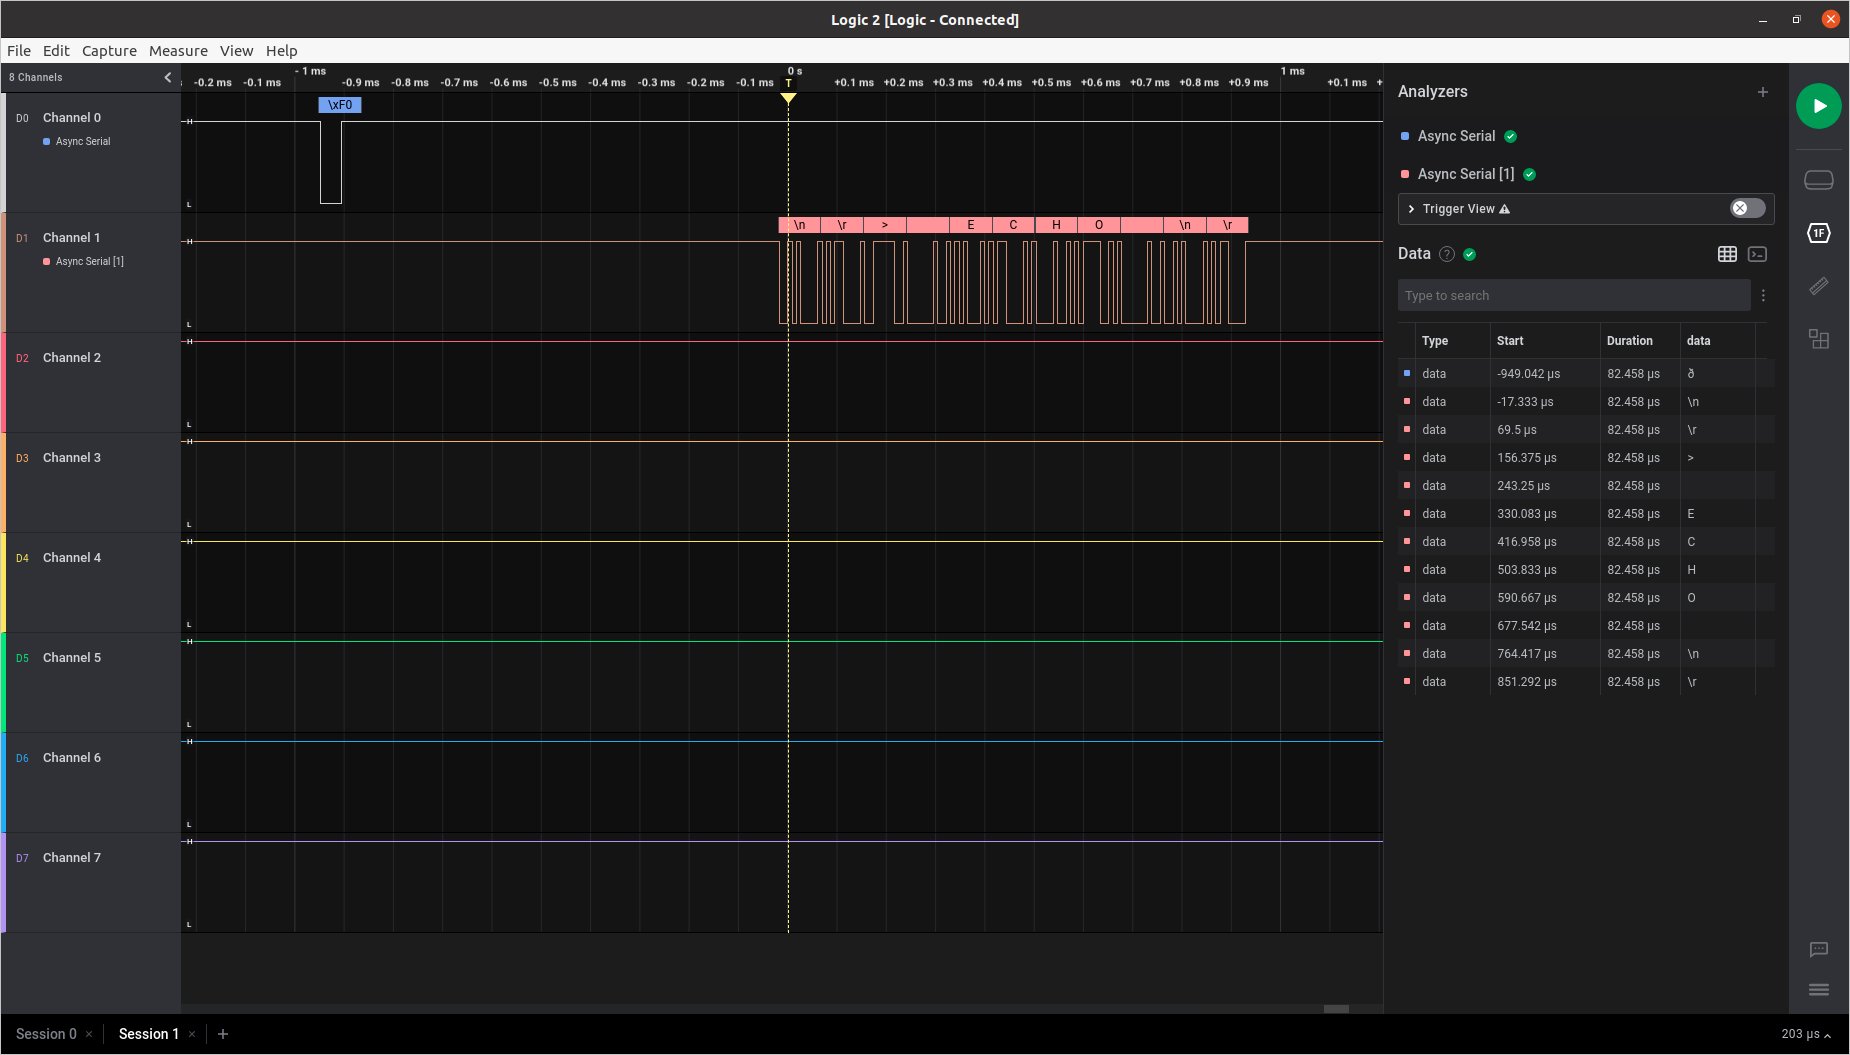 Logic 2 [Logic - Connected]
File Edit Capture Measure View Help
8 Channels
- 1 ms 0 s 1 ms
-0.2 ms -0.1 ms -0.9 ms -0.8 ms -0.7 ms -0.6 ms -0.5 ms -0.4 ms -0.3 ms -0.2 ms -0.1 ms T +0.1 ms +0.2 ms +0.3 ms +0.4 ms +0.5 ms +0.6 ms +0.7 ms +0.8 ms +0.9 ms +0.1 ms +
\xF0
D0 Channel 0
H
Async Serial
L
\n \r > E C H O \n \r
D1 Channel 1
H
Async Serial [1]
L
H
D2 Channel 2
L
H
D3 Channel 3
L
H
D4 Channel 4
L
H
D5 Channel 5
L
H
D6 Channel 6
L
H
D7 Channel 7
L
Analyzers
Async Serial
Async Serial [1]
Trigger View
1F
Data ?
Type to search
Type Start Duration data
data -949.042 µs 82.458 µs ð
data -17.333 µs 82.458 µs \n
data 69.5 µs 82.458 µs \r
data 156.375 µs 82.458 µs >
data 243.25 µs 82.458 µs
data 330.083 µs 82.458 µs E
data 416.958 µs 82.458 µs C
data 503.833 µs 82.458 µs H
data 590.667 µs 82.458 µs O
data 677.542 µs 82.458 µs
data 764.417 µs 82.458 µs \n
data 851.292 µs 82.458 µs \r
Session 0 × Session 1 × + 203 µs